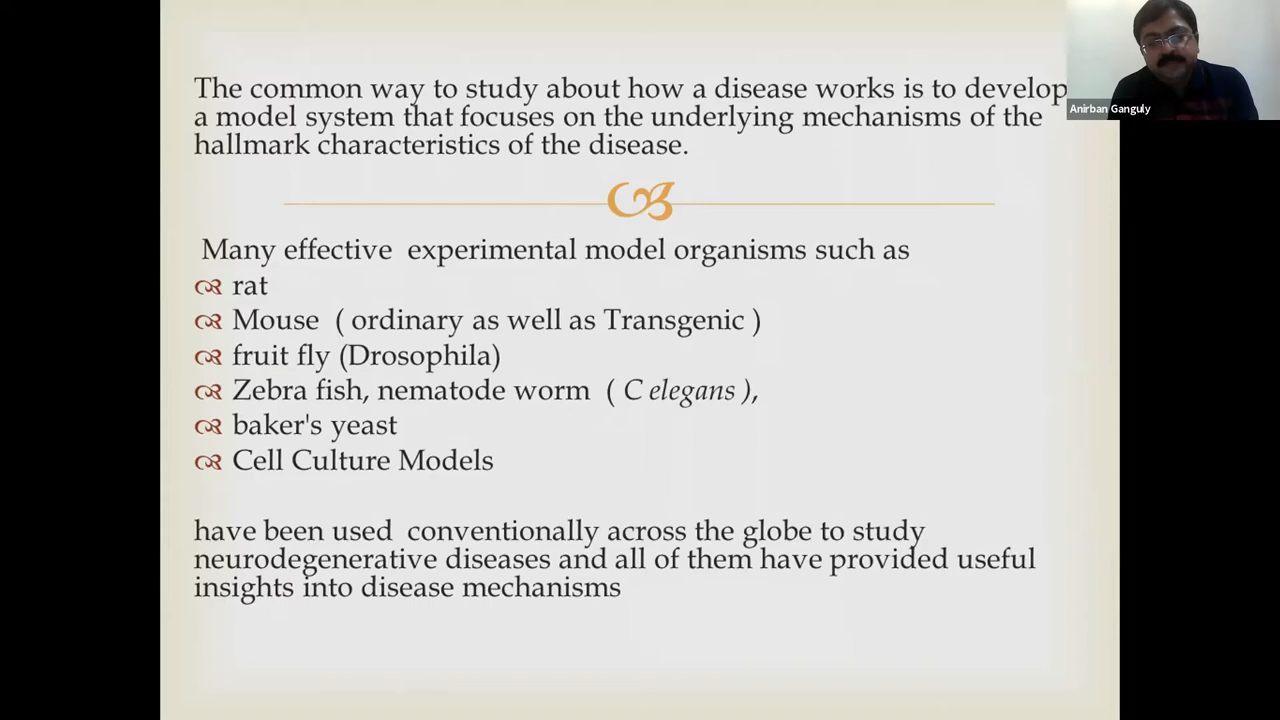 The common way to study about how a disease works is to develop
a model system that focuses on the underlying mechanisms of the
hallmark characteristics of the disease.
Anirban Ganguly
Many effective  experimental model organisms such as
rat
Mouse  ( ordinary as well as Transgenic )
fruit fly (Drosophila)
Zebra fish, nematode worm  ( C elegans ),
baker's yeast
Cell Culture Models
have been used  conventionally across the globe to study
neurodegenerative diseases and all of them have provided useful
insights into disease mechanisms